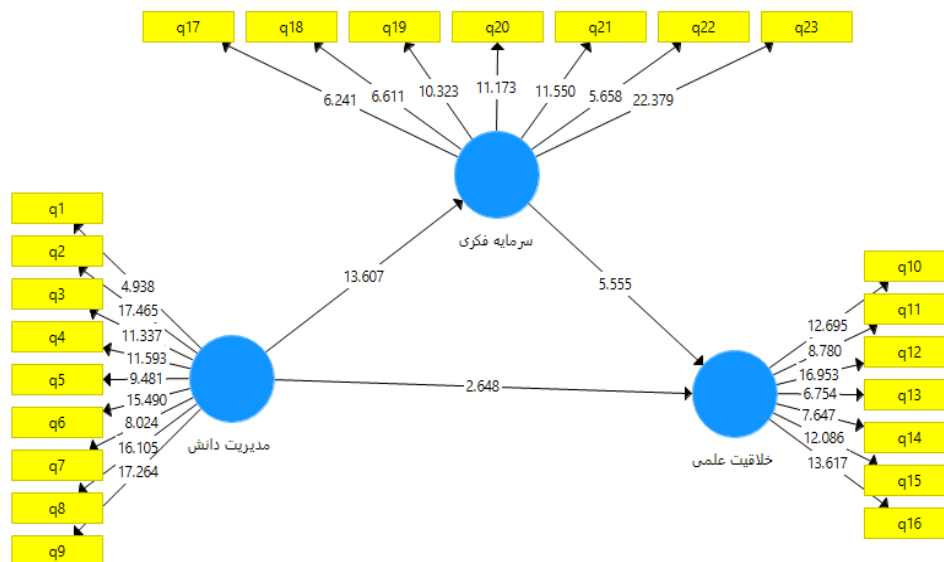 q17 q18 q19 q20 q21 q22 q23
6.241 6.611 10.323 11.173 11.550 5.658 22.379
سرمایه فکری
q1
q2
q3
q4
q5
q6
q7
q8
q9
4.938
17.465
11.337
11.593
9.481
15.490
8.024
16.105
17.264
مدیریت دانش
13.607
5.555
2.648
q10
q11
q12
q13
q14
q15
q16
12.695
8.780
16.953
6.754
7.647
12.086
13.617
خلاقیت علمی